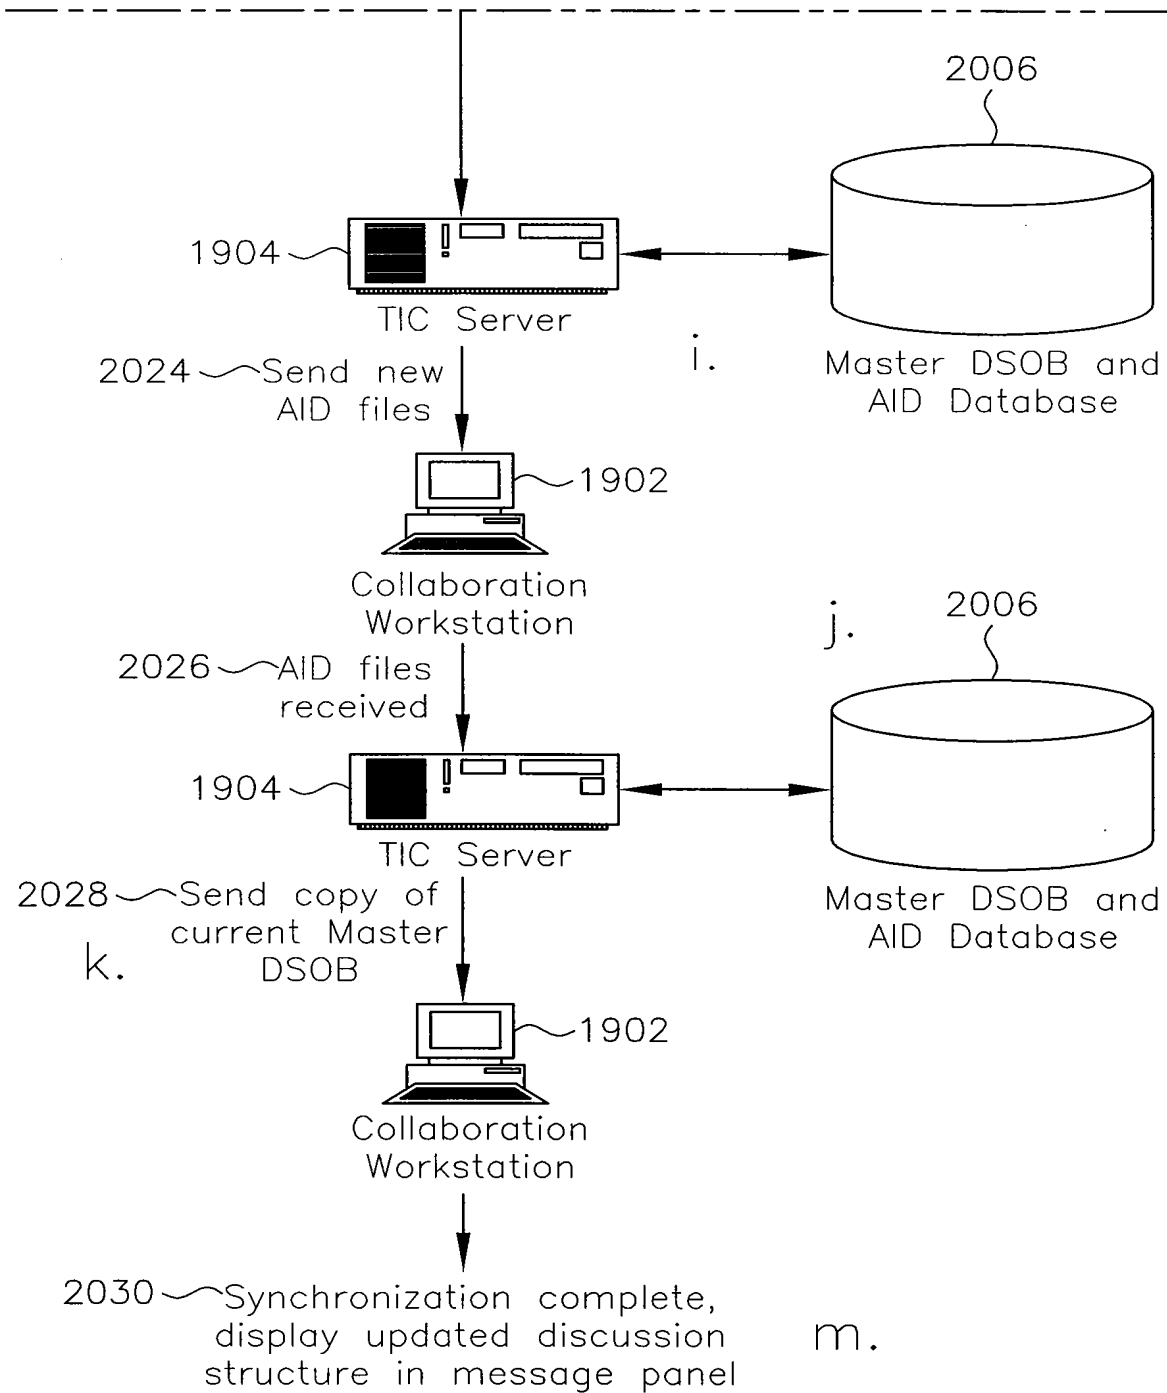 2006
1904
TIC Server
i.
Master DSOB and
AID Database
2024 Send new
AID files
1902
Collaboration
Workstation
j.
2006
2026 AID files
received
1904
TIC Server
Master DSOB and
AID Database
2028 Send copy of
current Master
DSOB
k.
1902
Collaboration
Workstation
2030 Synchronization complete,
display updated discussion
structure in message panel
m.